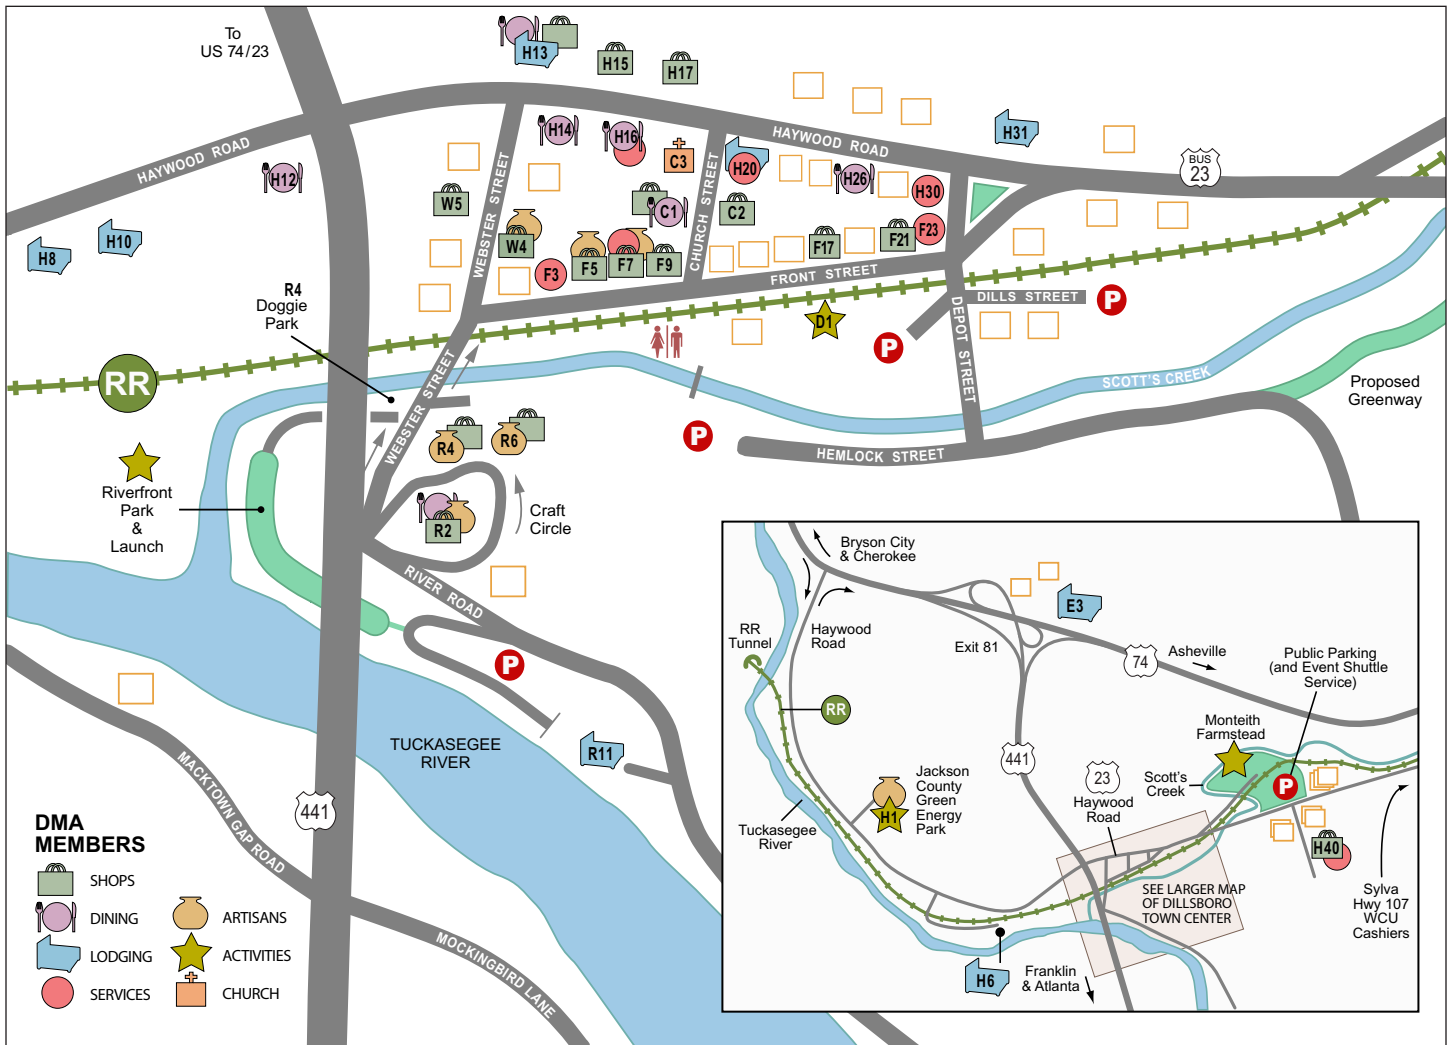 To
US 74/23
H13
H15
H17
HAYWOOD ROAD
H14
H16
C3
H20
HAYWOOD ROAD
H31
BUS
23
H12
W5
WEBSTER STREET
CHURCH STREET
C1
C2
H26
H30
H8
H10
W4
F3
F5
F7
F9
F17
F21
F23
FRONT STREET
R4
Doggie
Park
D1
DILLS STREET
P
P
DEPOT STREET
RR
WEBSTER STREET
SCOTT'S CREEK
Proposed
Greenway
R4
R6
P
HEMLOCK STREET
Riverfront
Park
&
Launch
R2
Craft
Circle
RIVER ROAD
P
TUCKASEGEE
RIVER
R11
MACKTOWN GAP ROAD
441
MOCKINGBIRD LANE
DMA
MEMBERS
SHOPS
DINING
LODGING
SERVICES
ARTISANS
ACTIVITIES
CHURCH
Bryson City
& Cherokee
E3
RR
Tunnel
Haywood
Road
Exit 81
74
Asheville
Public Parking
(and Event Shuttle
Service)
RR
Monteith
Farmstead
441
Scott's
Creek
P
23
Haywood
Road
Jackson
County
Green
Energy
Park
H1
Tuckasegee
River
H40
SEE LARGER MAP
OF DILLSBORO
TOWN CENTER
Sylva
Hwy 107
WCU
Cashiers
H6
Franklin
& Atlanta